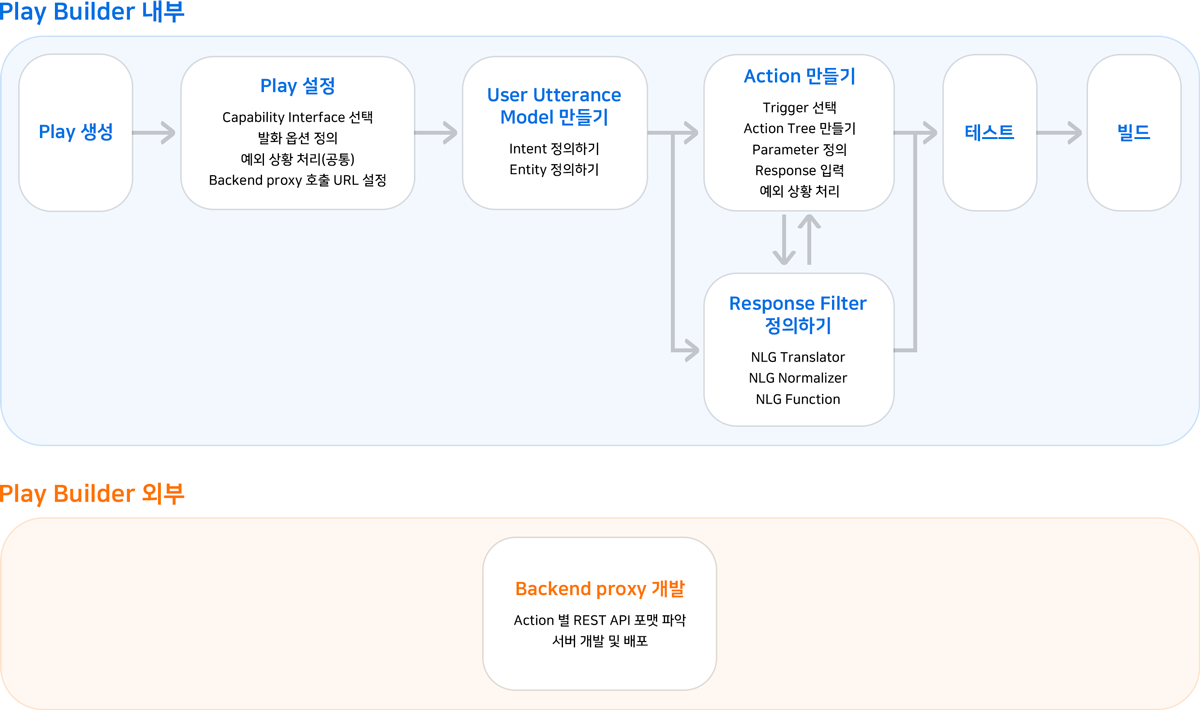 Play Builder 내부
Play 생성
Play 설정
Capability Interface 선택
발화 옵션 정의
예외 상황 처리(공통)
Backend proxy 호출 URL 설정
User Utterance
Model 만들기
Intent 정의하기
Entity 정의하기
Action 만들기
Trigger 선택
Action Tree 만들기
Parameter 정의
Response 입력
예외 상황 처리
Response Filter
정의하기
NLG Translator
NLG Normalizer
NLG Function
테스트
빌드
Play Builder 외부
Backend proxy 개발
Action 별 REST API 포맷 파악
서버 개발 및 배포